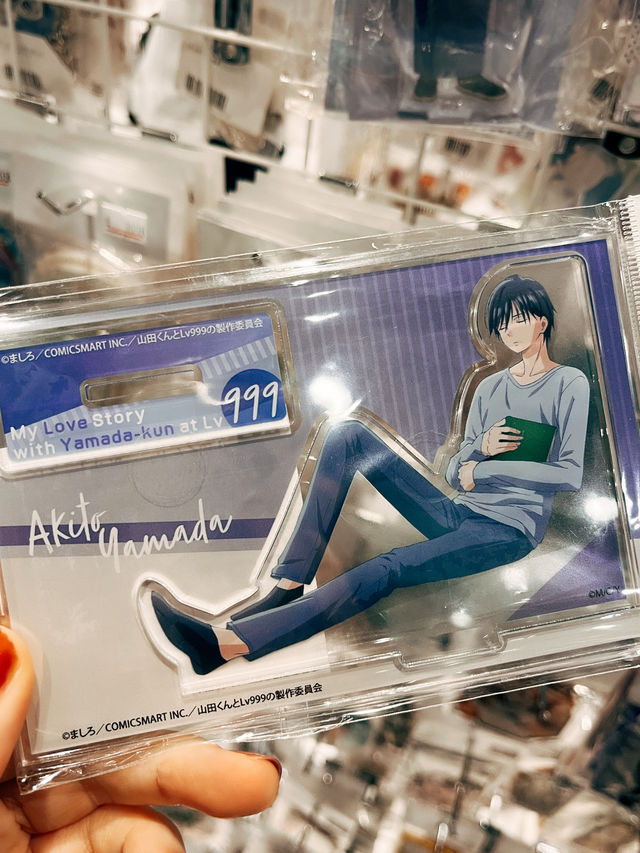 ©ましろ／COMICSMART INC.／山田くんとLv999の製作委員会
My Love Story
with Yamada-kun at Lv 999
Akito
Yamada
©M/C/Y
©ましろ／COMICSMART INC.／山田くんとLv999の製作委員会